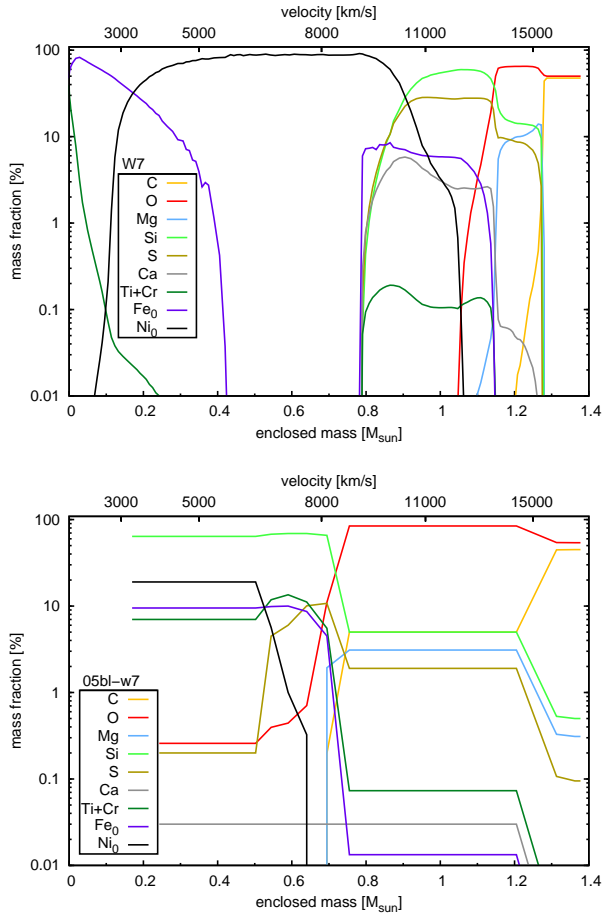 velocity [km/s]
3000 5000 8000 11000 15000
100
10
1
0.1
0.01
mass fraction [%]
W7
C
O
Mg
Si
S
Ca
Ti+Cr
Fe₀
Ni₀
0 0.2 0.4 0.6 0.8 1 1.2 1.4
enclosed mass [M_sun]
velocity [km/s]
3000 5000 8000 11000 15000
100
10
1
0.1
0.01
mass fraction [%]
05bl−w7
C
O
Mg
Si
S
Ca
Ti+Cr
Fe₀
Ni₀
0 0.2 0.4 0.6 0.8 1 1.2 1.4
enclosed mass [M_sun]